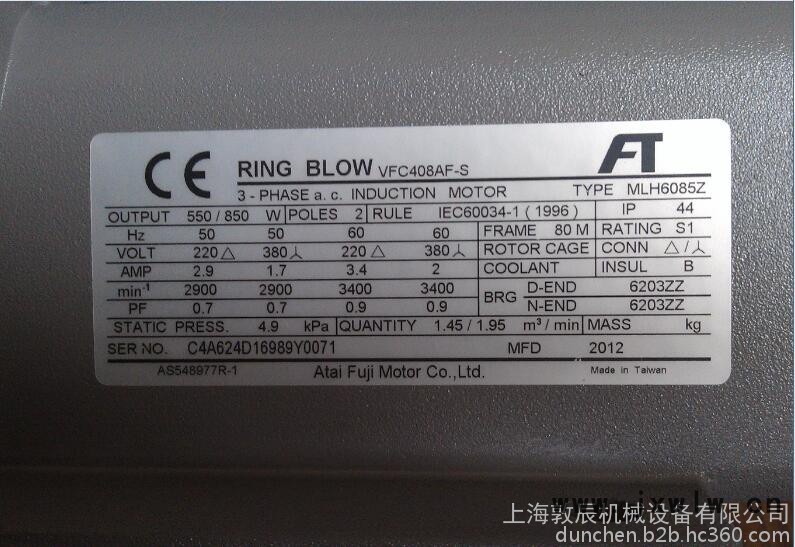 CE RING BLOW VFC408AF-S FT
3 - PHASE a. c. INDUCTION MOTOR TYPE MLH6085Z
OUTPUT 550 / 850 W POLES 2 RULE IEC60034-1 ( 1996 ) IP 44
Hz 50 50 60 60 FRAME 80 M RATING S1
VOLT 220 △ 380 人 220 △ 380 人 ROTOR CAGE CONN △ / 人
AMP 2.9 1.7 3.4 2 COOLANT INSUL B
min⁻¹ 2900 2900 3400 3400 BRG D-END 6203ZZ
PF 0.7 0.7 0.9 0.9 N-END 6203ZZ
STATIC PRESS. 4.9 kPa QUANTITY 1.45 / 1.95 m³ / min MASS kg
SER NO. C4A624D16989Y0071 MFD 2012
AS548977R-1 Atai Fuji Motor Co.,Ltd. Made in Taiwan
上海敦辰机械设备有限公司
dunchen.b2b.hc360.com